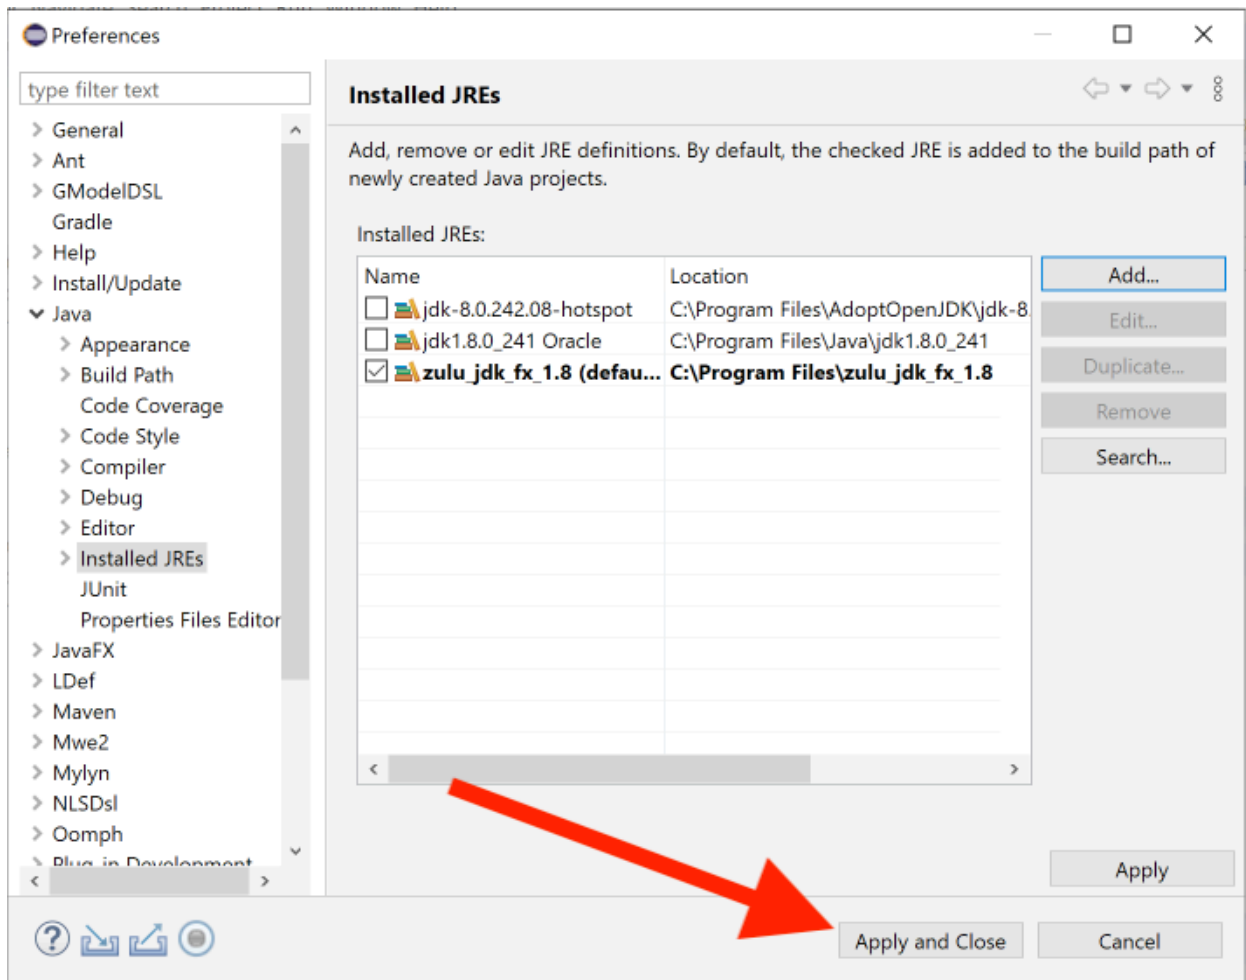 Preferences
type filter text
General
Ant
GModelDSL
Gradle
Help
Install/Update
Java
Appearance
Build Path
Code Coverage
Code Style
Compiler
Debug
Editor
Installed JREs
JUnit
Properties Files Editor
JavaFX
LDef
Maven
Mwe2
Mylyn
NLSDsl
Oomph
Plug-in Development
Installed JREs
Add, remove or edit JRE definitions. By default, the checked JRE is added to the build path of
newly created Java projects.
Installed JREs:
Name Location
jdk-8.0.242.08-hotspot C:\Program Files\AdoptOpenJDK\jdk-8.
jdk1.8.0_241 Oracle C:\Program Files\Java\jdk1.8.0_241
zulu_jdk_fx_1.8 (defau... C:\Program Files\zulu_jdk_fx_1.8
Add...
Edit...
Duplicate...
Remove
Search...
Apply
Apply and Close
Cancel